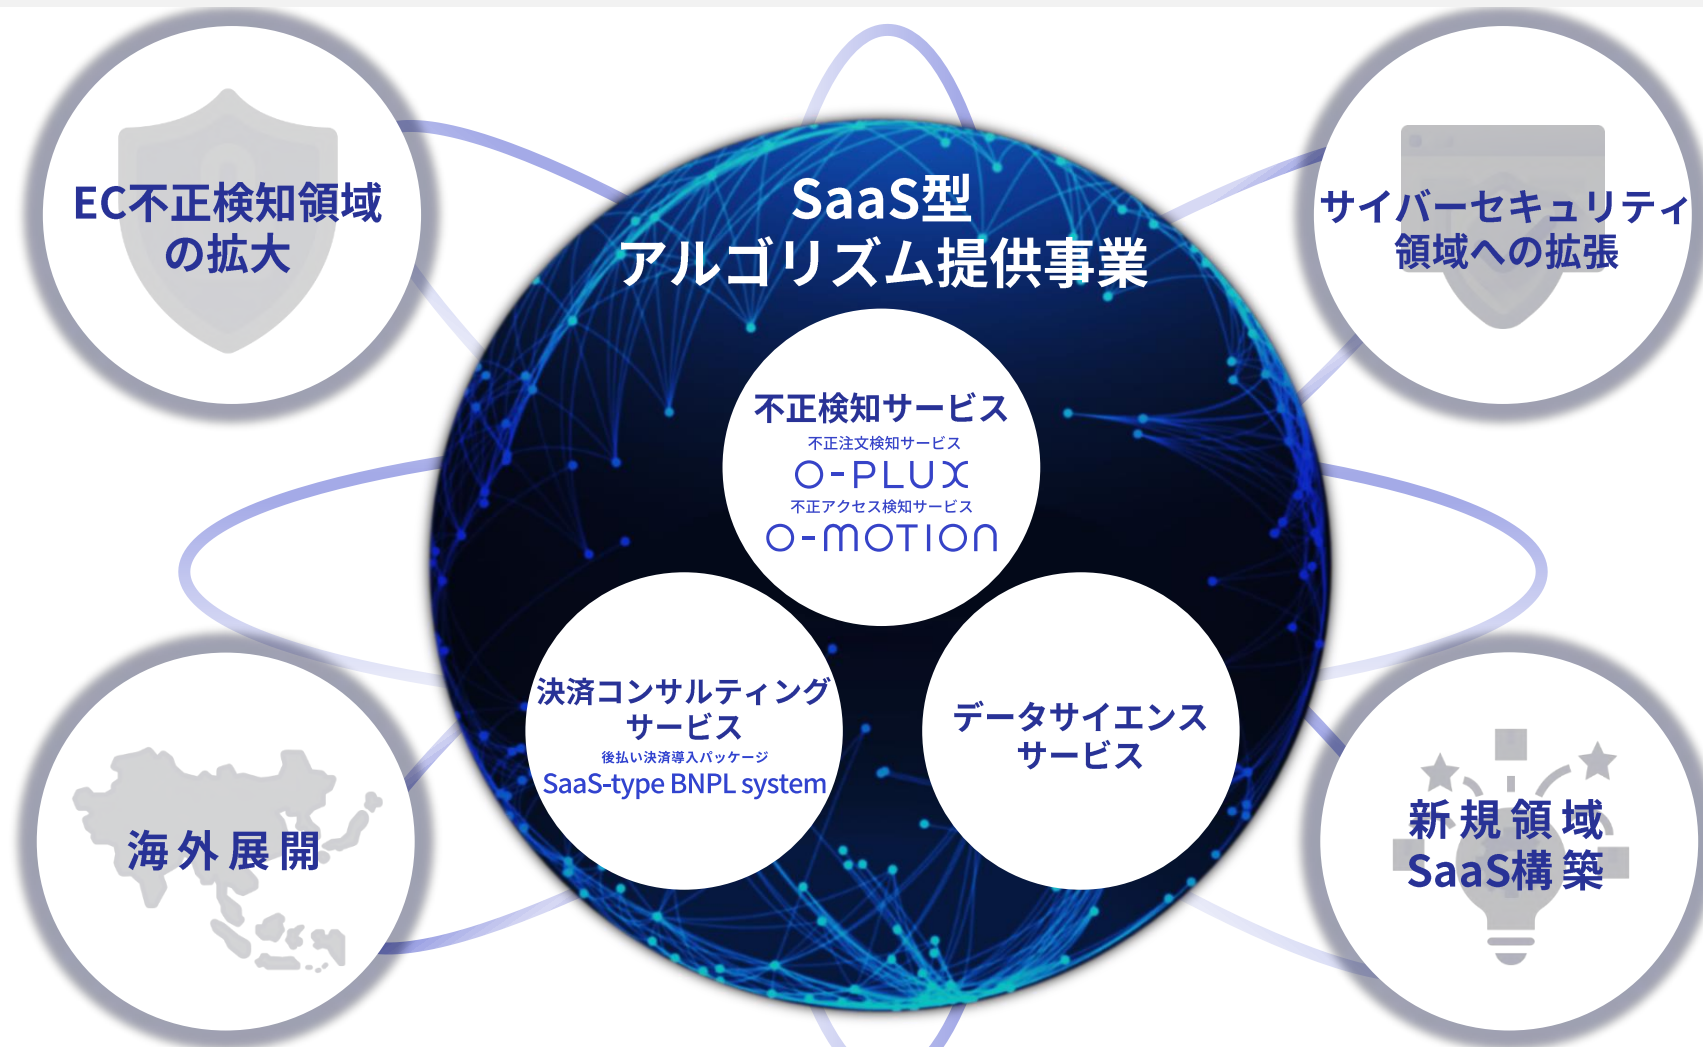 EC不正検知領域
の拡大
サイバーセキュリティ
領域への拡張
SaaS型
アルゴリズム提供事業
不正検知サービス
不正注文検知サービス
O-PLUX
不正アクセス検知サービス
O-MOTION
決済コンサルティング
サービス
後払い決済導入パッケージ
SaaS-type BNPL system
データサイエンス
サービス
海外展開
新規領域
SaaS構築